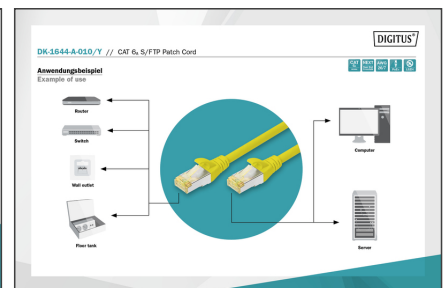 DIGITUS®
DK-1644-A-010/Y // CAT 6A S/FTP Patch Cord
Anwendungsbeispiel
Example of use
Router
Switch
Wall outlet
Floor tank
Computer
Server